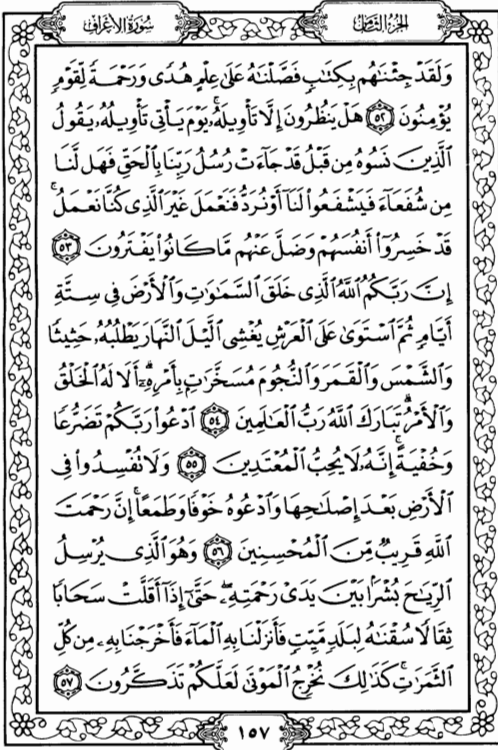 الجزء الثامن
سورة الأعراف
وَلَقَدْ جِئْنَٰهُم بِكِتَٰبٍ فَصَّلْنَٰهُ عَلَىٰ عِلْمٍ هُدًى وَرَحْمَةً لِّقَوْمٍ
يُؤْمِنُونَ ٥٢ هَلْ يَنظُرُونَ إِلَّا تَأْوِيلَهُۥ ۚ يَوْمَ يَأْتِى تَأْوِيلُهُۥ يَقُولُ
ٱلَّذِينَ نَسُوهُ مِن قَبْلُ قَدْ جَآءَتْ رُسُلُ رَبِّنَا بِٱلْحَقِّ فَهَل لَّنَا
مِن شُفَعَآءَ فَيَشْفَعُوا۟ لَنَآ أَوْ نُرَدُّ فَنَعْمَلَ غَيْرَ ٱلَّذِى كُنَّا نَعْمَلُ ۚ
قَدْ خَسِرُوٓا۟ أَنفُسَهُمْ وَضَلَّ عَنْهُم مَّا كَانُوا۟ يَفْتَرُونَ ٥٣
إِنَّ رَبَّكُمُ ٱللَّهُ ٱلَّذِى خَلَقَ ٱلسَّمَٰوَٰتِ وَٱلْأَرْضَ فِى سِتَّةِ
أَيَّامٍ ثُمَّ ٱسْتَوَىٰ عَلَى ٱلْعَرْشِ يُغْشِى ٱلَّيْلَ ٱلنَّهَارَ يَطْلُبُهُۥ حَثِيثًا
وَٱلشَّمْسَ وَٱلْقَمَرَ وَٱلنُّجُومَ مُسَخَّرَٰتٍۭ بِأَمْرِهِۦٓ ۗ أَلَا لَهُ ٱلْخَلْقُ
وَٱلْأَمْرُ ۗ تَبَارَكَ ٱللَّهُ رَبُّ ٱلْعَٰلَمِينَ ٥٤ ٱدْعُوا۟ رَبَّكُمْ تَضَرُّعًا
وَخُفْيَةً ۚ إِنَّهُۥ لَا يُحِبُّ ٱلْمُعْتَدِينَ ٥٥ وَلَا تُفْسِدُوا۟ فِى
ٱلْأَرْضِ بَعْدَ إِصْلَٰحِهَا وَٱدْعُوهُ خَوْفًا وَطَمَعًا ۚ إِنَّ رَحْمَتَ
ٱللَّهِ قَرِيبٌ مِّنَ ٱلْمُحْسِنِينَ ٥٦ وَهُوَ ٱلَّذِى يُرْسِلُ
ٱلرِّيَٰحَ بُشْرًۢا بَيْنَ يَدَىْ رَحْمَتِهِۦ ۖ حَتَّىٰٓ إِذَآ أَقَلَّتْ سَحَابًا
ثِقَالًا سُقْنَٰهُ لِبَلَدٍ مَّيِّتٍ فَأَنزَلْنَا بِهِ ٱلْمَآءَ فَأَخْرَجْنَا بِهِۦ مِن كُلِّ
ٱلثَّمَرَٰتِ ۚ كَذَٰلِكَ نُخْرِجُ ٱلْمَوْتَىٰ لَعَلَّكُمْ تَذَكَّرُونَ ٥٧
١٥٧